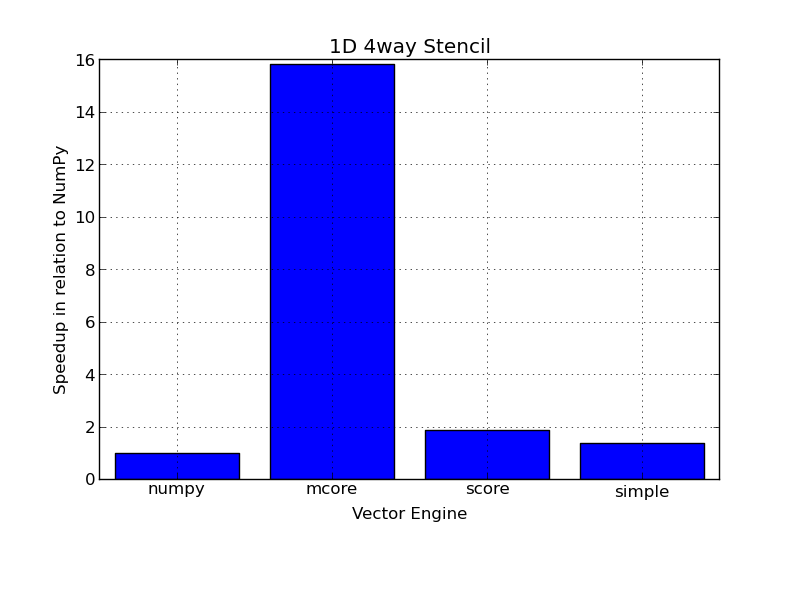 1D 4way Stencil
Speedup in relation to NumPy
16
14
12
10
8
6
4
2
0
numpy mcore score simple
Vector Engine